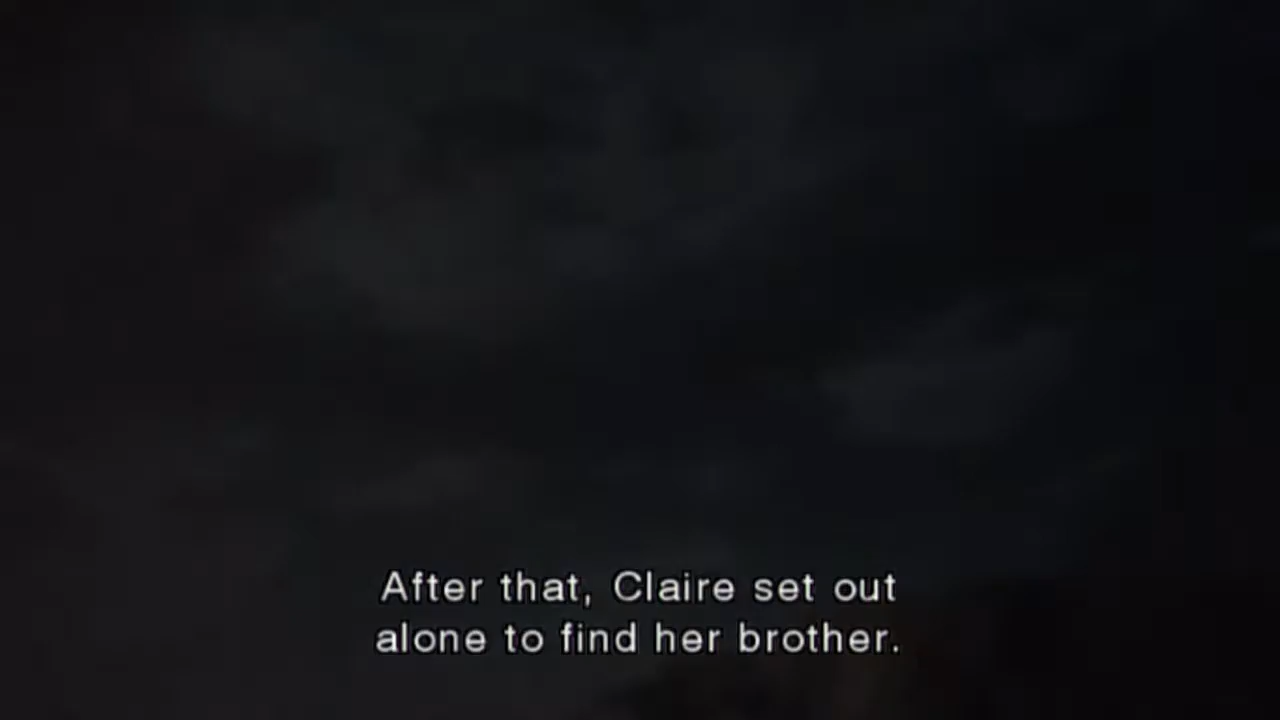 After that, Claire set out
alone to find her brother.